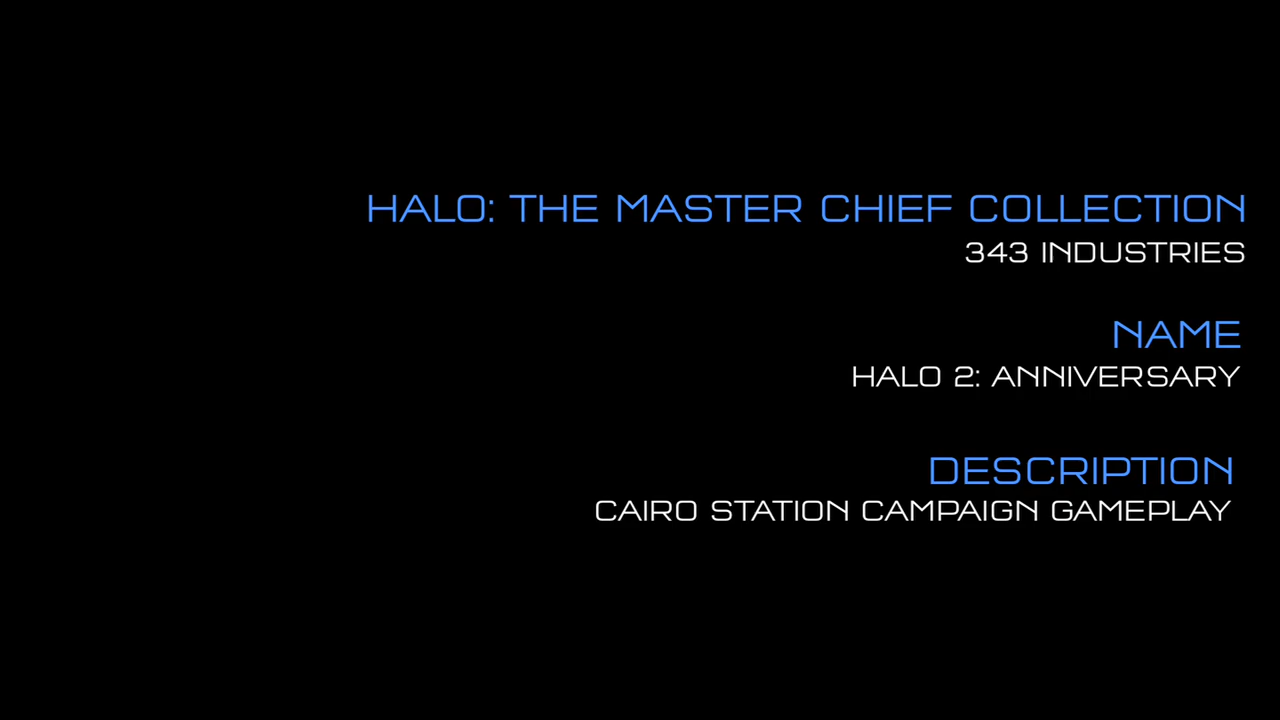 HALO: THE MASTER CHIEF COLLECTION
343 INDUSTRIES
NAME
HALO 2: ANNIVERSARY
DESCRIPTION
CAIRO STATION CAMPAIGN GAMEPLAY